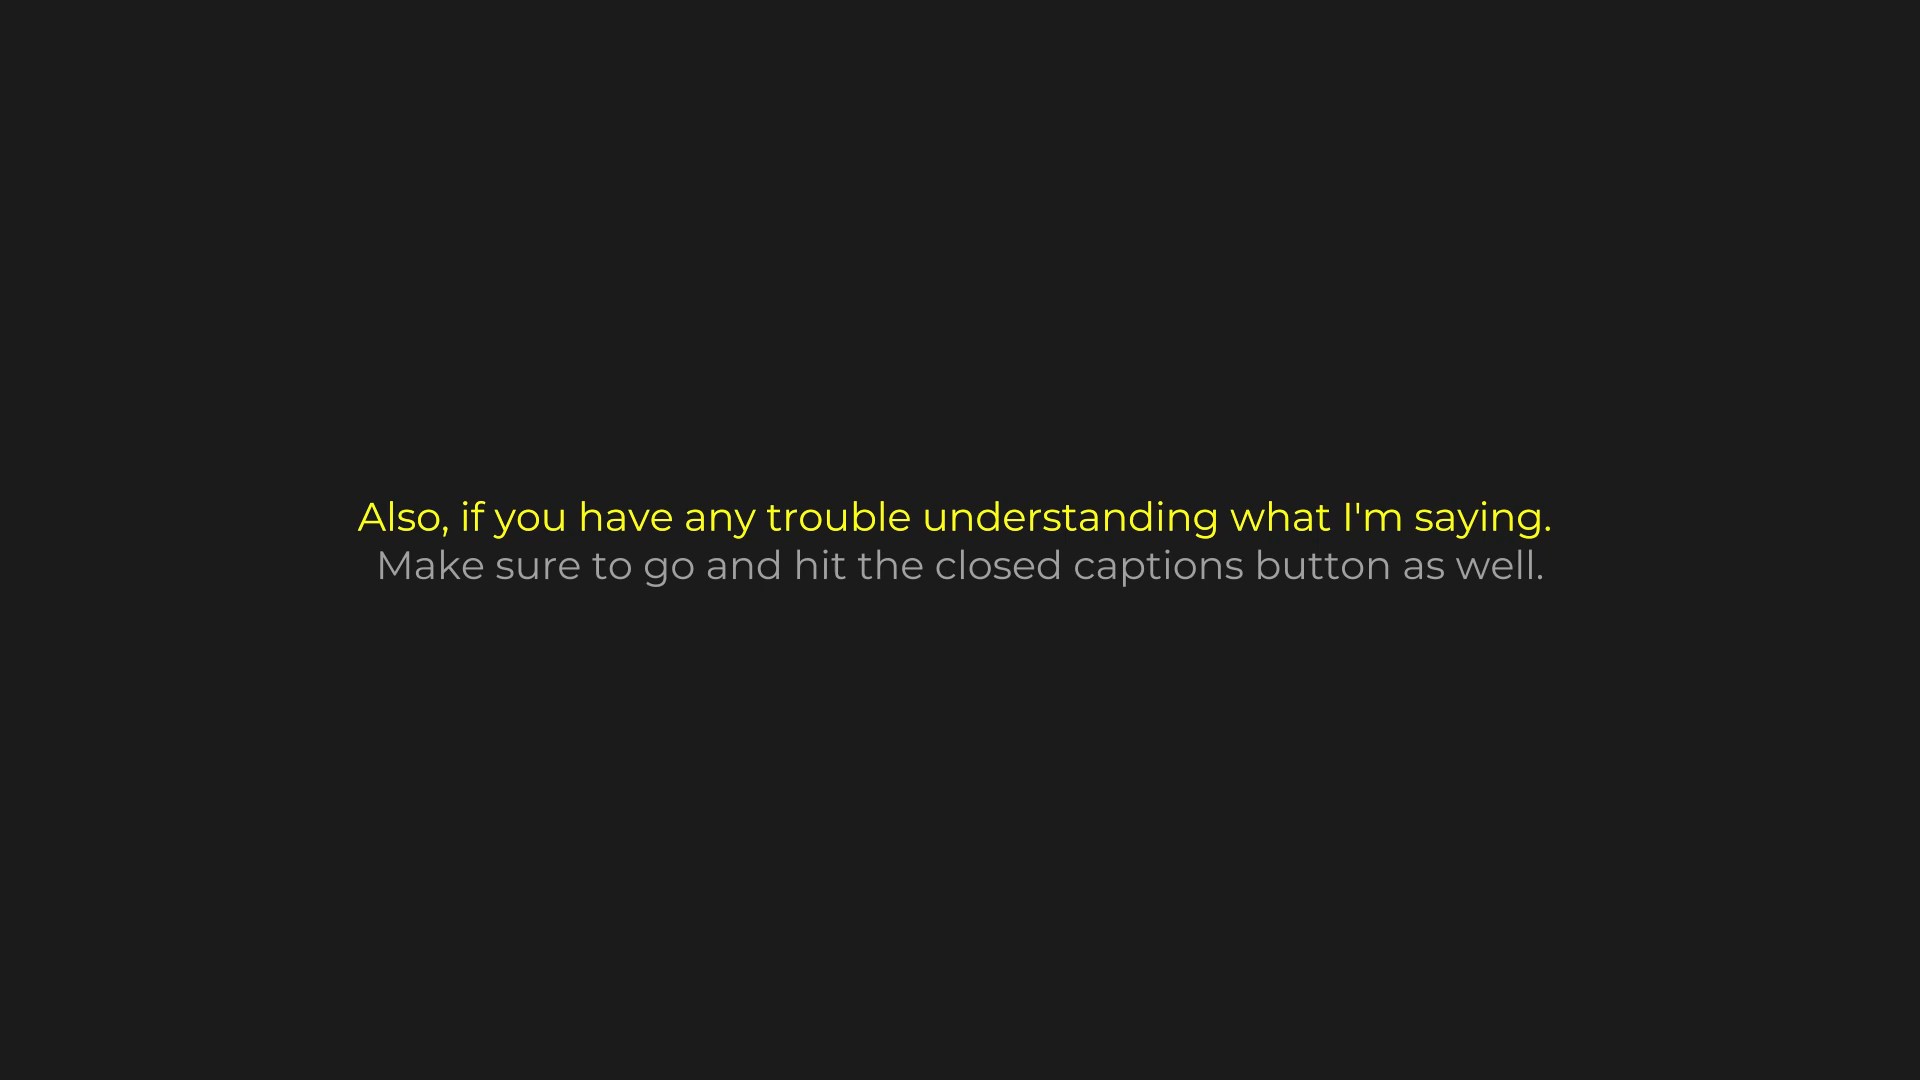 Also, if you have any trouble understanding what I'm saying.
Make sure to go and hit the closed captions button as well.